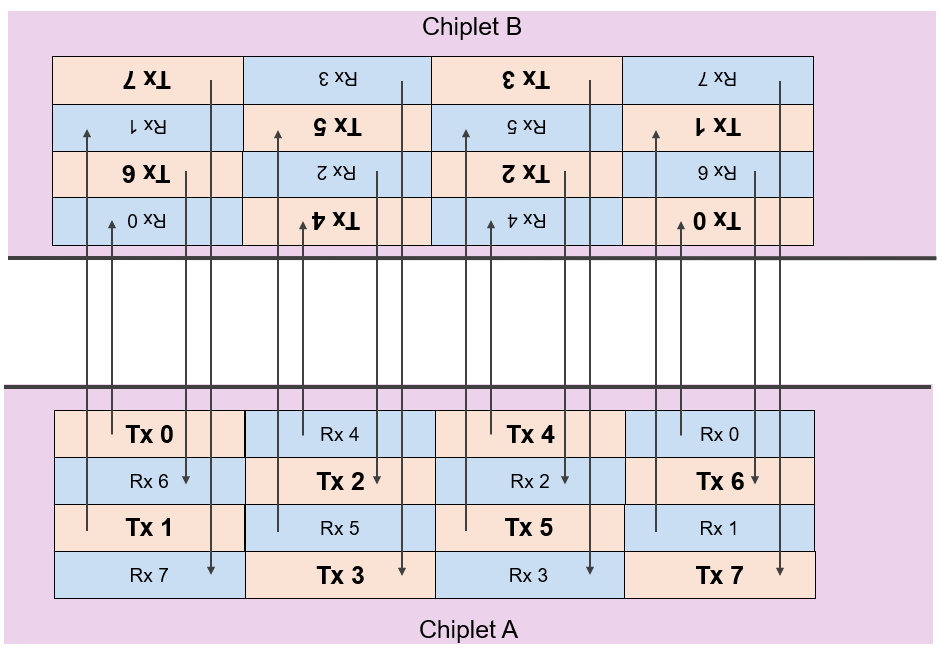 Chiplet B
Tx 7 Rx 3 Tx 3 Rx 7
Rx 1 Tx 5 Rx 5 Tx 1
Tx 6 Rx 2 Tx 2 Rx 6
Rx 0 Tx 4 Rx 4 Tx 0
Tx 0 Rx 4 Tx 4 Rx 0
Rx 6 Tx 2 Rx 2 Tx 6
Tx 1 Rx 5 Tx 5 Rx 1
Rx 7 Tx 3 Rx 3 Tx 7
Chiplet A